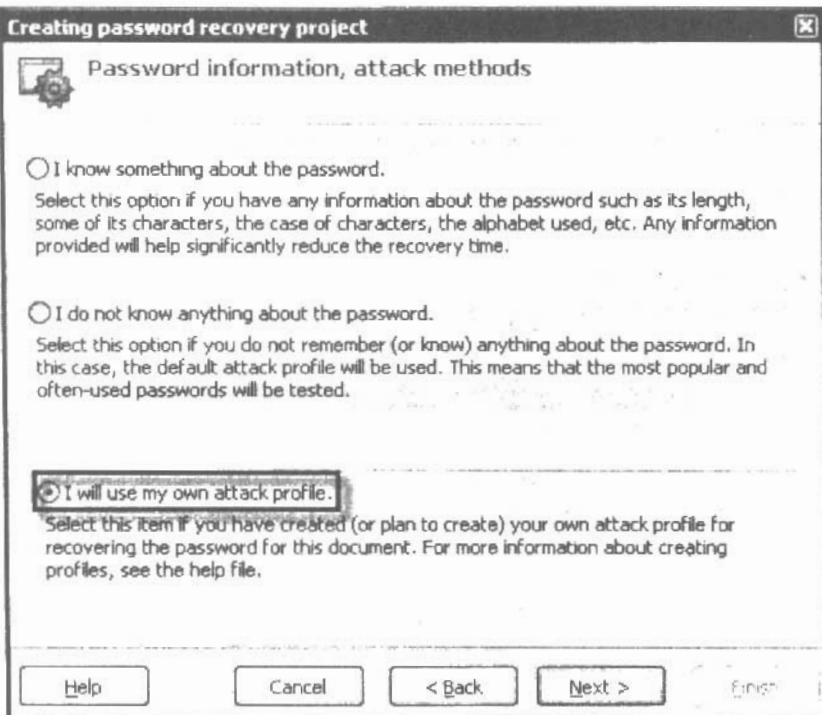 Creating password recovery project
Password information, attack methods
I know something about the password.
Select this option if you have any information about the password such as its length,
some of its characters, the case of characters, the alphabet used, etc. Any information
provided will help significantly reduce the recovery time.
I do not know anything about the password.
Select this option if you do not remember (or know) anything about the password. In
this case, the default attack profile will be used. This means that the most popular and
often-used passwords will be tested.
I will use my own attack profile.
Select this item if you have created (or plan to create) your own attack profile for
recovering the password for this document. For more information about creating
profiles, see the help file.
Help
Cancel
< Back
Next >
Finish